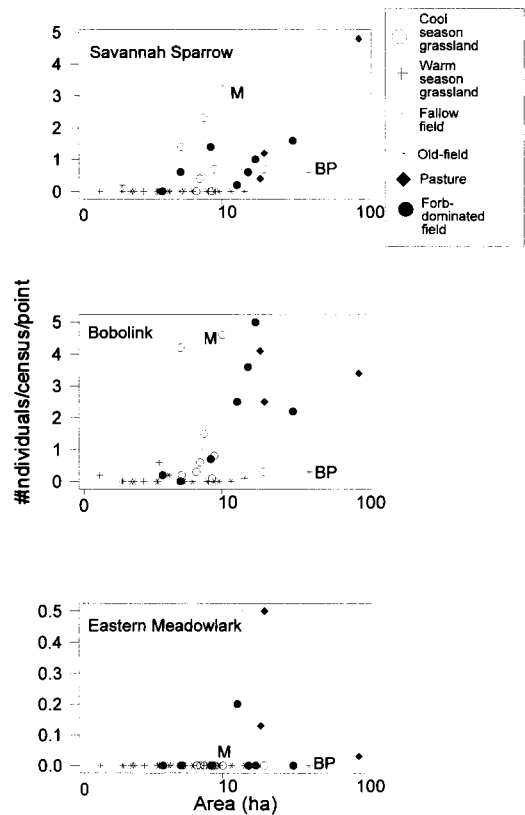 Savannah Sparrow
5
4
3
2
1
0
M
BP
0
10
100
Cool
season
grassland
Warm
season
grassland
Fallow
field
Old-field
Pasture
Forb-
dominated
field
#Individuals/census/point
Bobolink
5
4
3
2
1
0
M
BP
0
10
100
Eastern Meadowlark
0.5
0.4
0.3
0.2
0.1
0.0
M
BP
0
10
100
Area (ha)